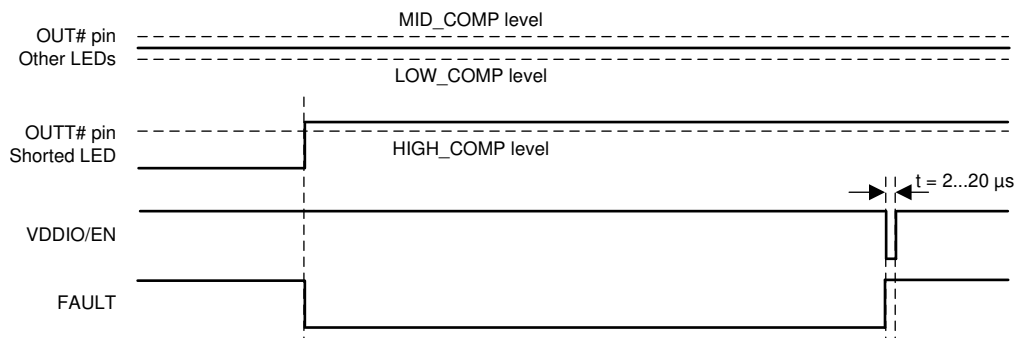 MID_COMP level
OUT# pin
Other LEDs
LOW_COMP level
OUTT# pin
Shorted LED
HIGH_COMP level
t = 2...20 µs
VDDIO/EN
FAULT